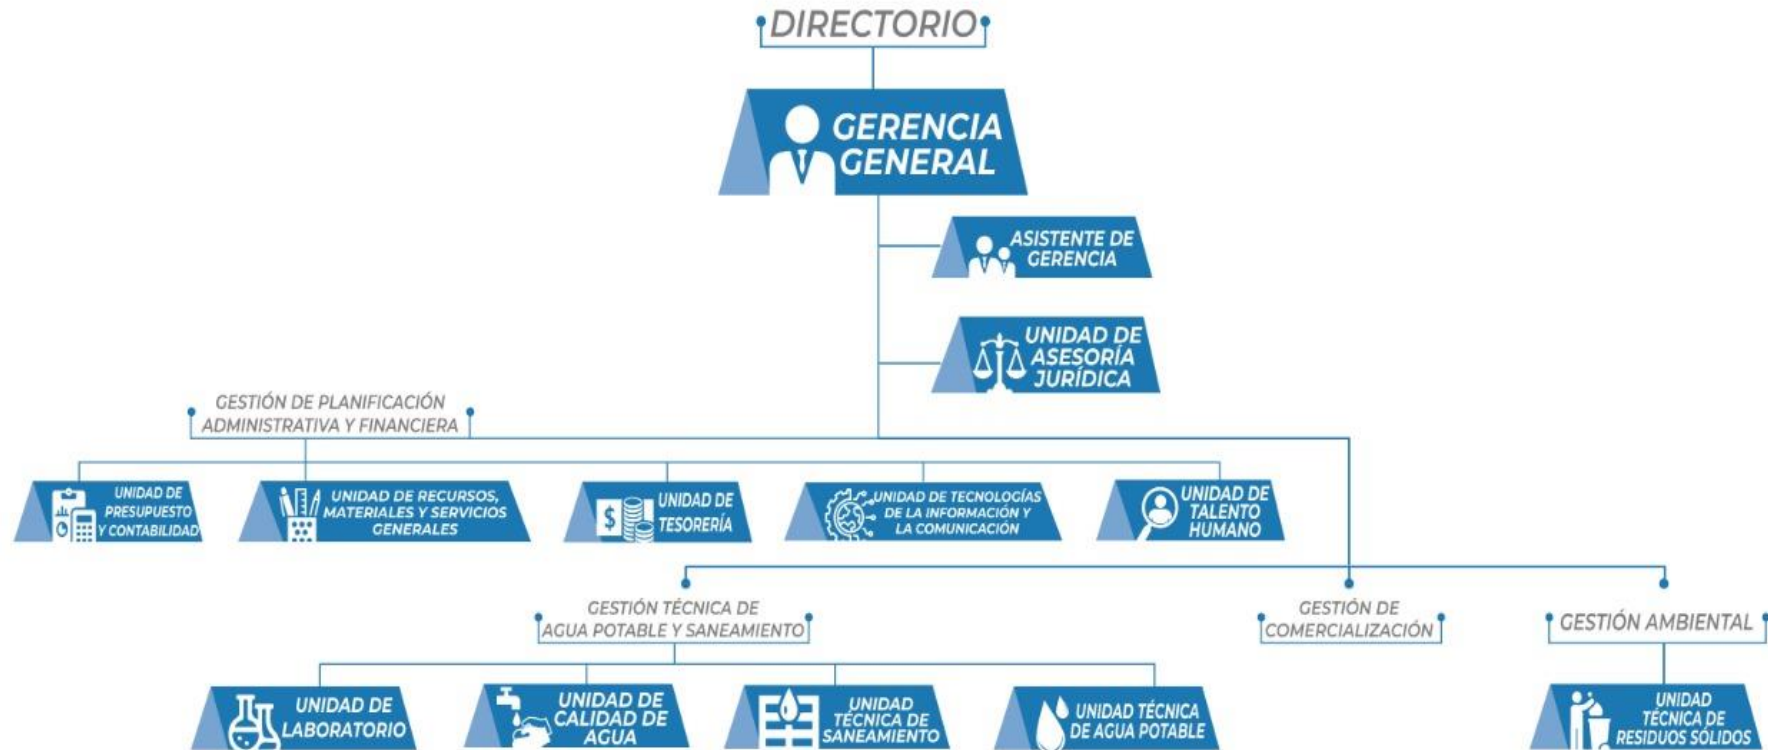 DIRECTORIO
GERENCIA
GENERAL
ASISTENTE DE
GERENCIA
UNIDAD DE
ASESORÍA
JURÍDICA
GESTIÓN DE PLANIFICACIÓN
ADMINISTRATIVA Y FINANCIERA
UNIDAD DE
PRESUPUESTO
Y CONTABILIDAD
UNIDAD DE RECURSOS,
MATERIALES Y SERVICIOS
GENERALES
$
UNIDAD DE
TESORERÍA
UNIDAD DE TECNOLOGÍAS
DE LA INFORMACIÓN Y
LA COMUNICACIÓN
UNIDAD DE
TALENTO
HUMANO
GESTIÓN TÉCNICA DE
AGUA POTABLE Y SANEAMIENTO
GESTIÓN DE
COMERCIALIZACIÓN
GESTIÓN AMBIENTAL
UNIDAD DE
LABORATORIO
UNIDAD DE
CALIDAD DE
AGUA
UNIDAD
TÉCNICA DE
SANEAMIENTO
UNIDAD TÉCNICA
DE AGUA POTABLE
UNIDAD
TÉCNICA DE
RESIDUOS SÓLIDOS